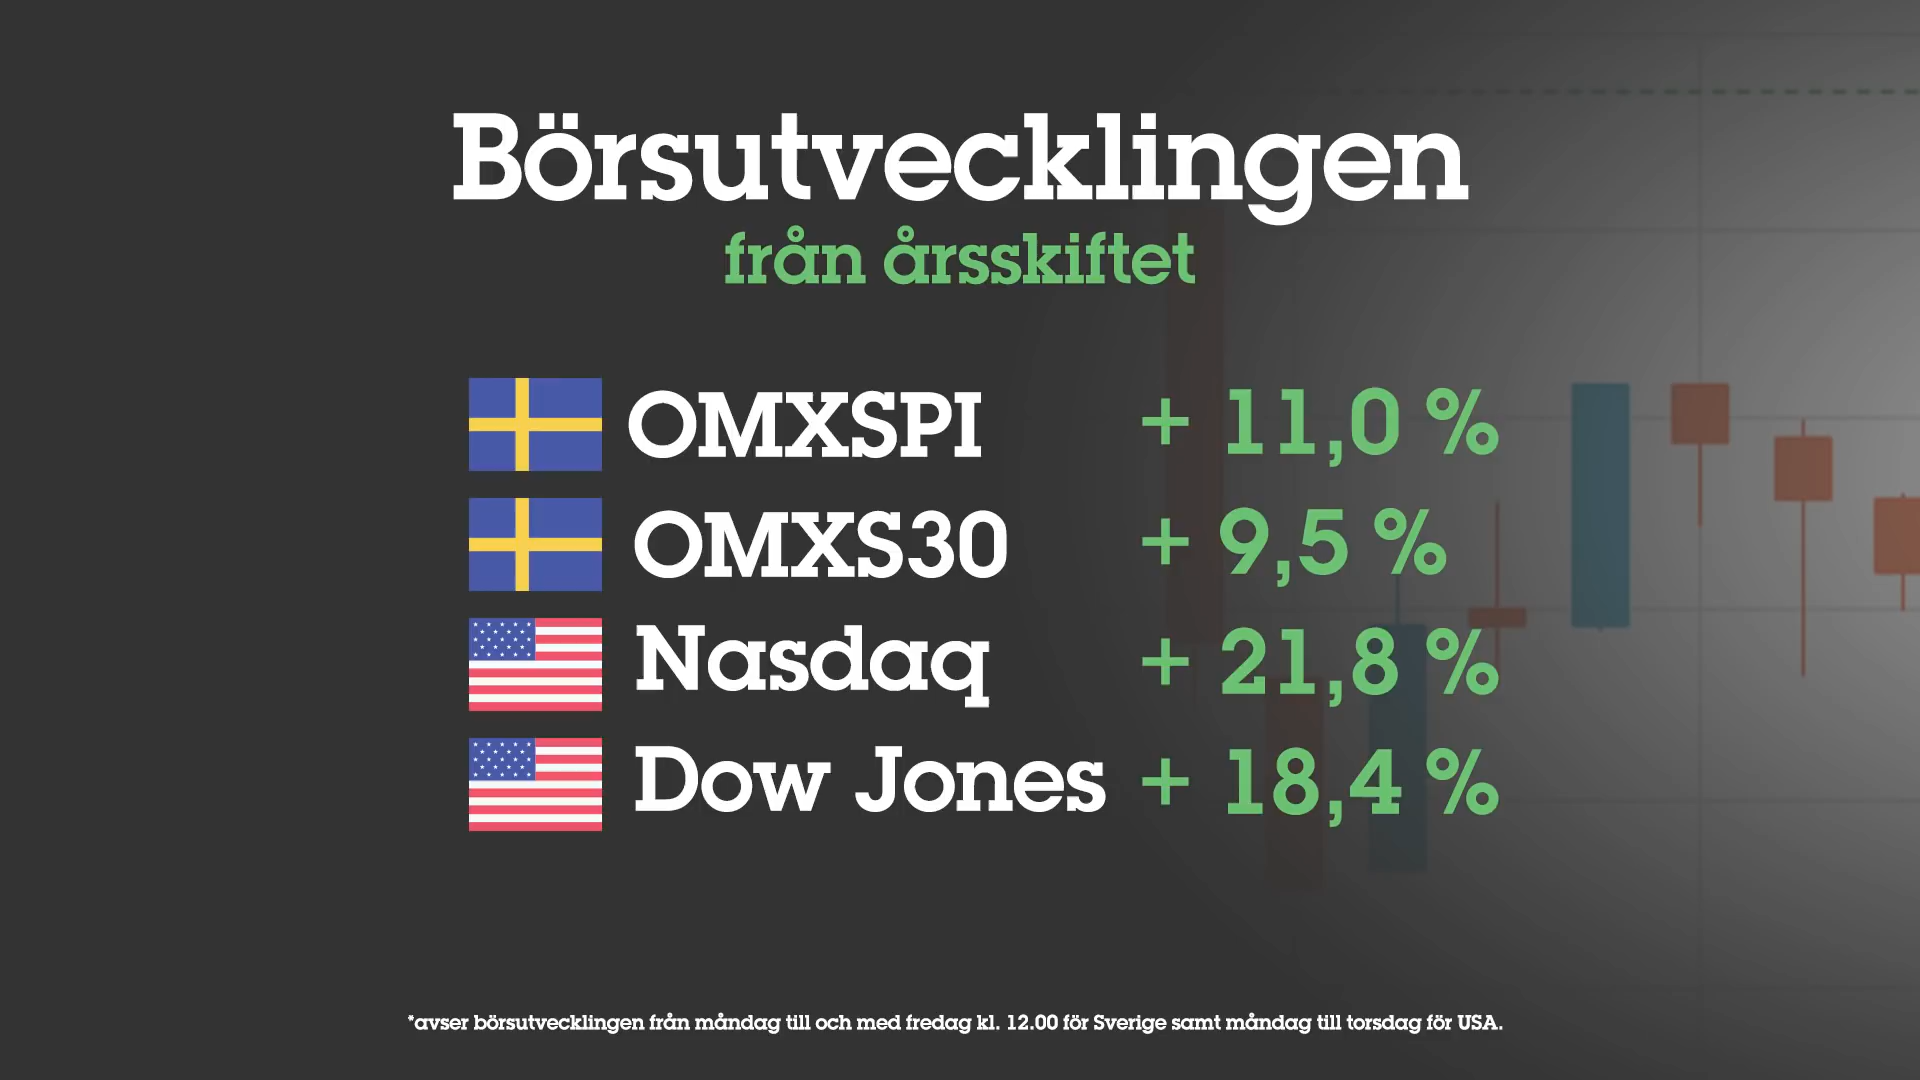 Börsutvecklingen
från årsskiftet
OMXSPI + 11,0 %
OMXS30 + 9,5 %
Nasdaq + 21,8 %
Dow Jones + 18,4 %
*avser börsutvecklingen från måndag till och med fredag kl. 12.00 för Sverige samt måndag till torsdag för USA.